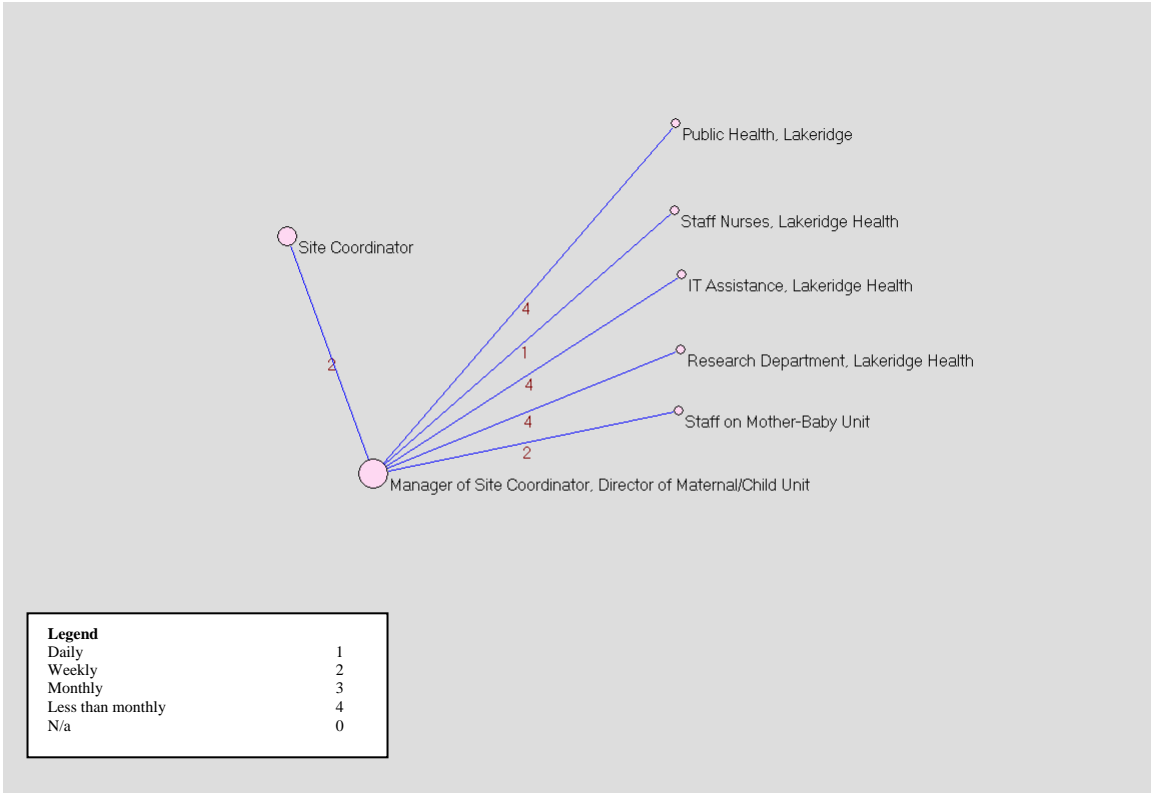 Public Health, Lakeridge
Staff Nurses, Lakeridge Health
Site Coordinator
IT Assistance, Lakeridge Health
4
1
Research Department, Lakeridge Health
2
4
Staff on Mother-Baby Unit
4
2
Manager of Site Coordinator, Director of Maternal/Child Unit
Legend
Daily 1
Weekly 2
Monthly 3
Less than monthly 4
N/a 0